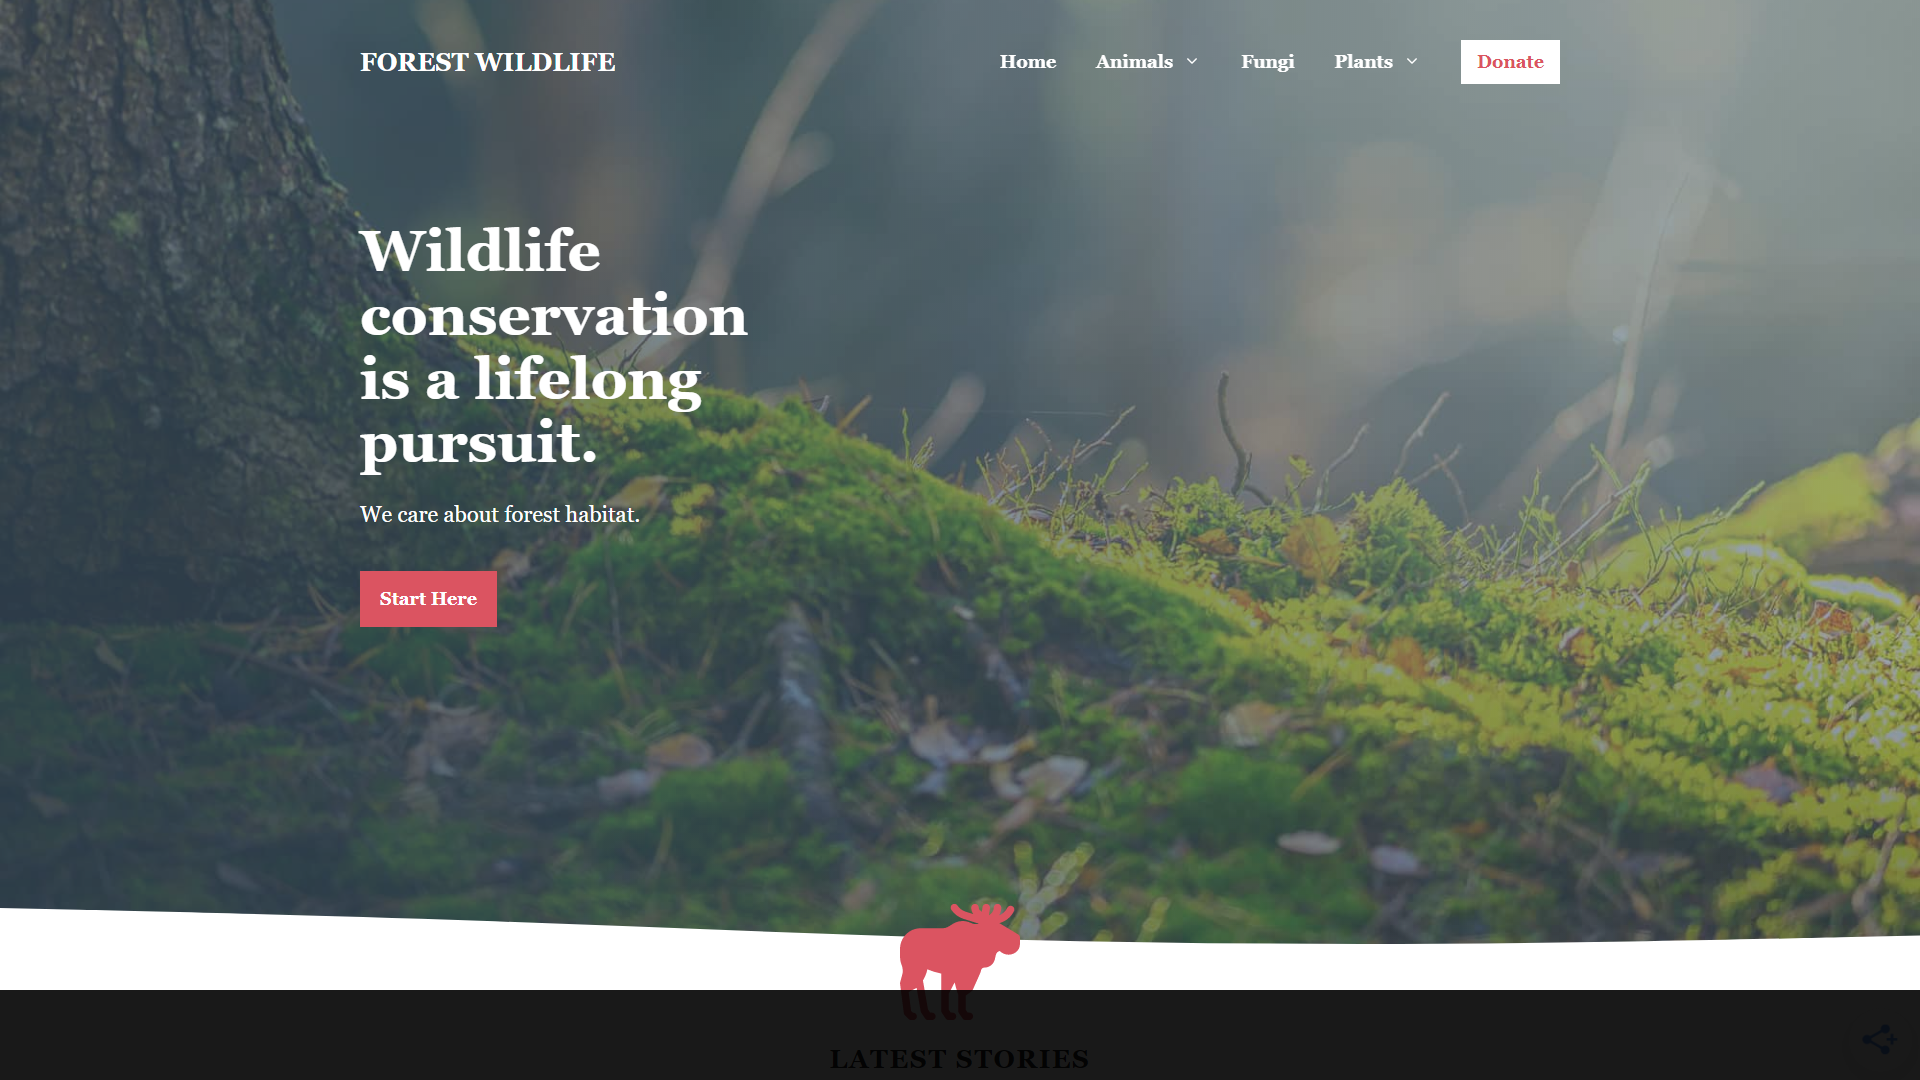 FOREST WILDLIFE
Home Animals Fungi Plants Donate
Wildlife
conservation
is a lifelong
pursuit.
We care about forest habitat.
Start Here
LATEST STORIES